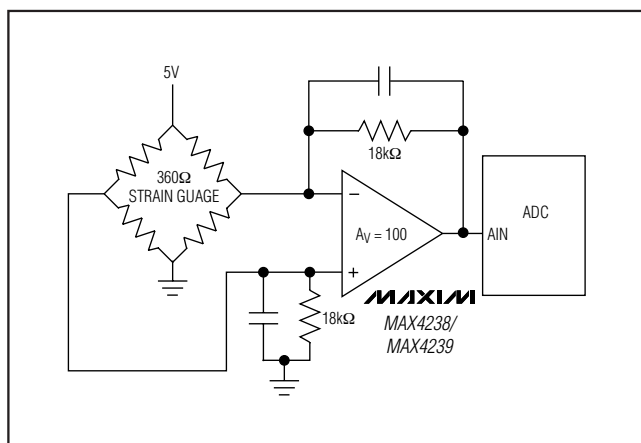 5V
360Ω
STRAIN GUAGE
18kΩ
−
AV = 100
+
AIN
ADC
18kΩ
MAXIM
MAX4238/
MAX4239